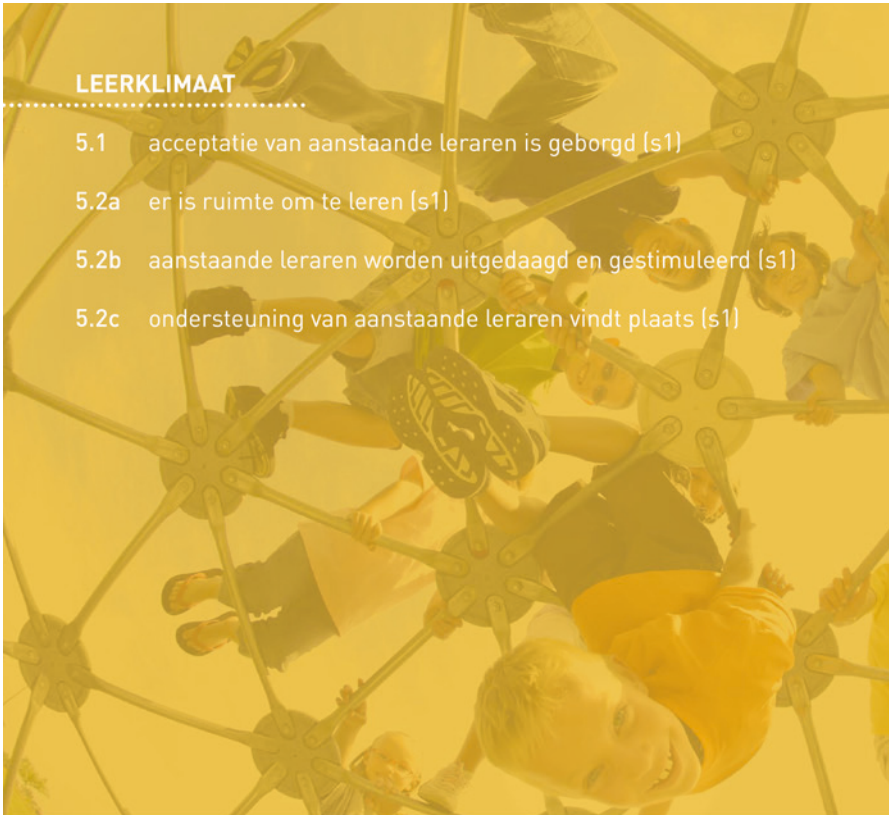 LEERKLIMAAT
5.1 acceptatie van aanstaande leraren is geborgd (s1)
5.2a er is ruimte om te leren (s1)
5.2b aanstaande leraren worden uitgedaagd en gestimuleerd (s1)
5.2c ondersteuning van aanstaande leraren vindt plaats (s1)